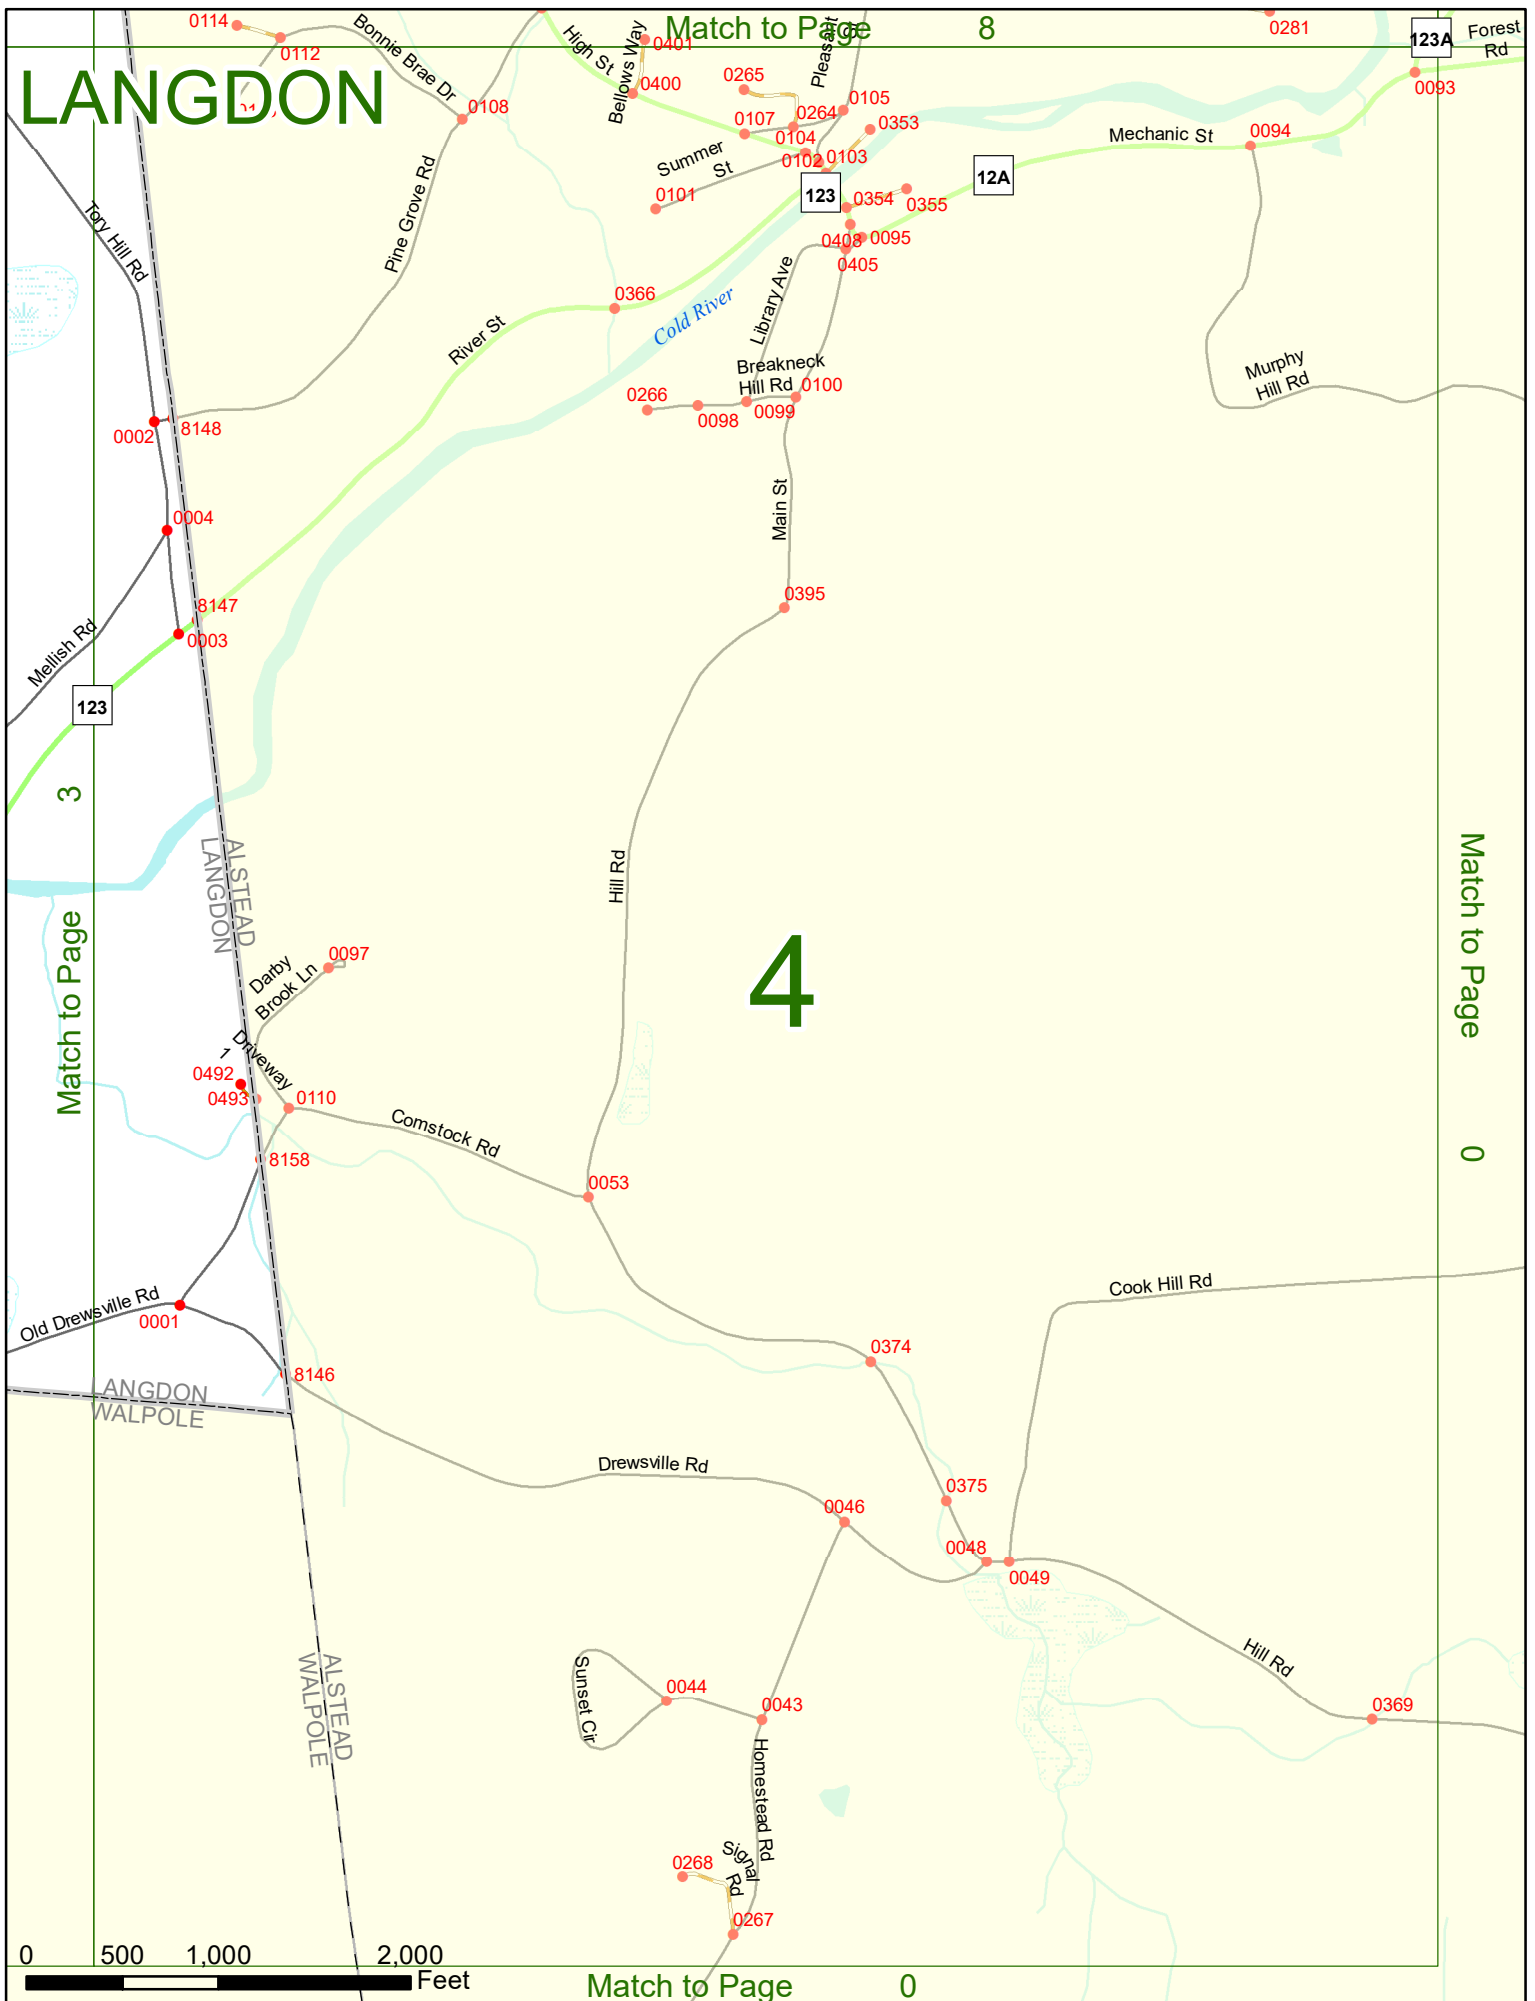 0114
0112
Bonnie Brae Dr
High St
Bellows Way
0401
Match to Page 8
Pleasant
0281
123A
Forest
Rd
LANGDON
0108
0400
0265
0107
0264
0105
0353
0093
Mechanic St
0094
0104
0102
0103
Summer
St
0101
123
12A
0354
0355
0408
0095
0405
Tory Hill Rd
Pine Grove Rd
River St
0366
Cold River
Library Ave
Breakneck
Hill Rd
0100
0266
0098
0099
Murphy
Hill Rd
0002
8148
0004
Main St
8147
0003
0395
Mellish Rd
123
3
Match to Page
ALSTEAD
LANGDON
Hill Rd
4
Match to Page 0
Darby
Brook Ln
0097
Driveway
1
0492
0493
0110
Comstock Rd
8158
0053
Old Drewsville Rd
0001
Cook Hill Rd
0374
8146
LANGDON
WALPOLE
Drewsville Rd
0046
0375
0048
0049
Hill Rd
0369
ALSTEAD
WALPOLE
Sunset Cir
0044
0043
Homestead Rd
Signal
Rd
0268
0267
0 500 1,000 2,000
Feet
Match to Page 0